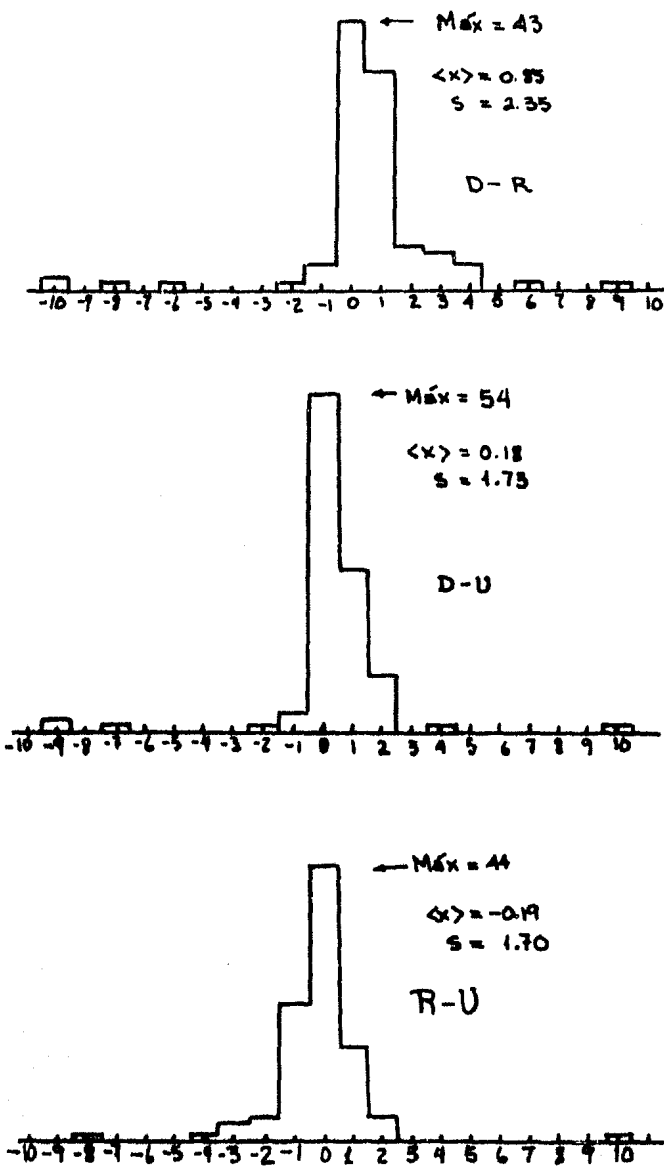 ← Máx = 43
<x> = 0.85
S = 2.35
D-R
-10 -9 -8 -7 -6 -5 -4 -3 -2 -1 0 1 2 3 4 5 6 7 8 9 10
← Máx = 54
<x> = 0.18
S = 1.73
D-U
-10 -9 -8 -7 -6 -5 -4 -3 -2 -1 0 1 2 3 4 5 6 7 8 9 10
← Máx = 44
<x> = -0.19
S = 1.70
R-U
-10 -9 -8 -7 -6 -5 -4 -3 -2 -1 0 1 2 3 4 5 6 7 8 9 10